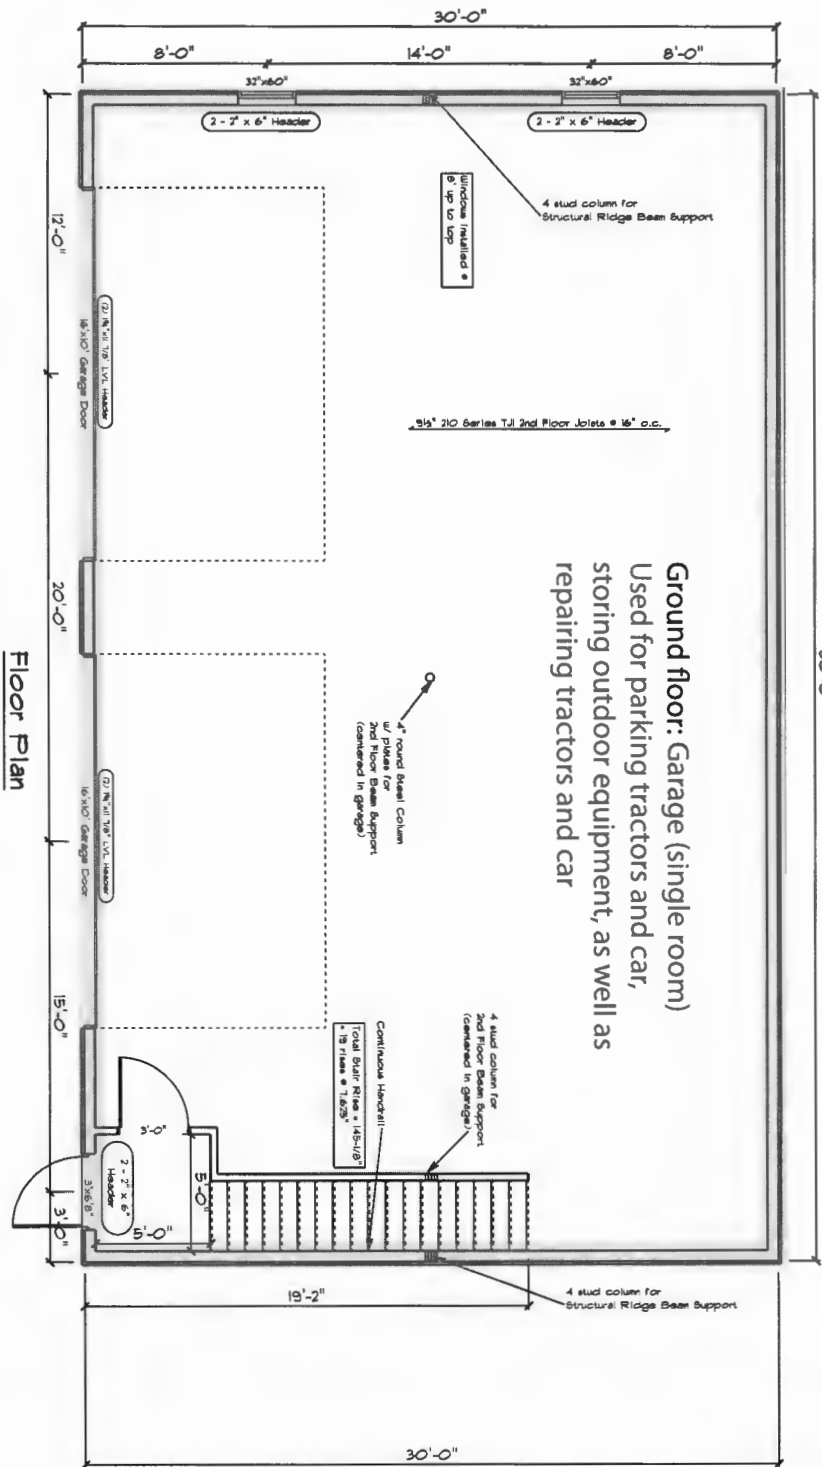 30'-0"
8'-0"
14'-0"
8'-0"
32"x60"
32"x60"
2 - 2" x 6" Header
2 - 2" x 6" Header
4 stud column for
Structural Ridge Beam Support
Windows Installed @
8' up to top
12'-0"
(2) 1¾"x11 7/8" LVL Header
16'x10' Garage Door
9½" 210 Series TJI 2nd Floor Joists @ 16" o.c.
Ground floor: Garage (single room)
Used for parking tractors and car,
storing outdoor equipment, as well as
repairing tractors and car
20'-0"
Floor Plan
4" round Steel Column
w/ plates for
2nd Floor Beam Support
(centered in garage)
(2) 1¾"x11 7/8" LVL Header
16'x10' Garage Door
15'-0"
4 stud column for
2nd Floor Beam Support
(centered in garage)
Continuous Handrail
Total Stair Rise = 145-1/8"
= 19 rises @ 7.625"
3'-0"
5'-0"
2 - 2" x 6"
Header
3'x6'8"
5'-0"
3'-0"
19'-2"
4 stud column for
Structural Ridge Beam Support
30'-0"